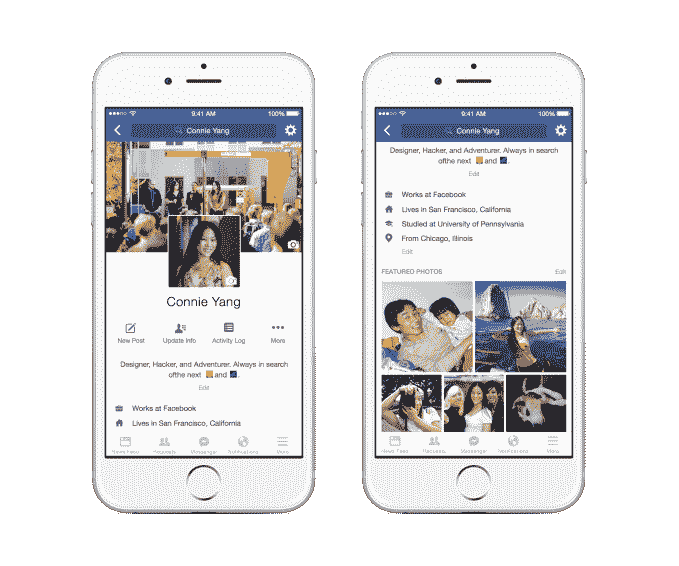 9:41 AM 100%
Connie Yang
Connie Yang
New Post Update Info Activity Log More
Designer, Hacker, and Adventurer. Always in search
ofthe next and .
Edit
Works at Facebook
Lives in San Francisco, California
News Feed Requests Messenger Notifications More
9:41 AM 100%
Connie Yang
Designer, Hacker, and Adventurer. Always in search
ofthe next and .
Edit
Works at Facebook
Lives in San Francisco, California
Studied at University of Pennsylvania
From Chicago, Illinois
Edit
FEATURED PHOTOS Edit
News Feed Requests Messenger Notifications More